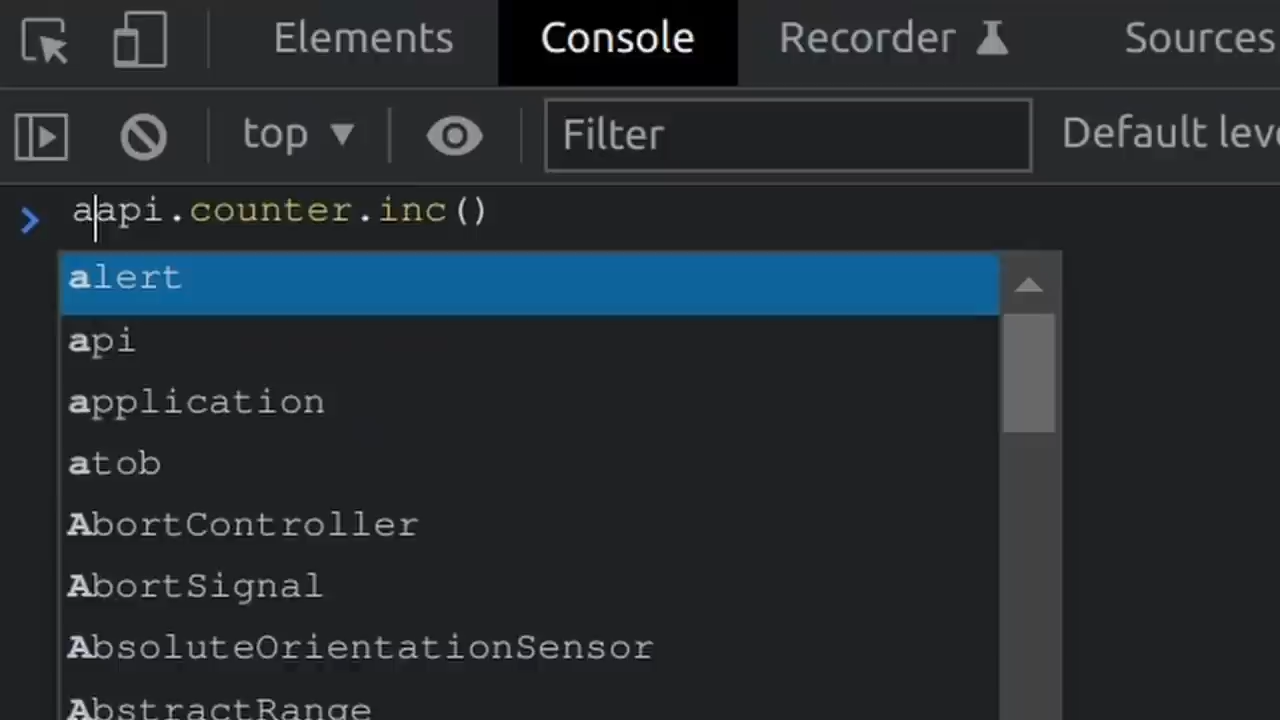 Elements Console Recorder Sources
top ▼ Filter Default leve
aapi.counter.inc()
alert
api
application
atob
AbortController
AbortSignal
AbsoluteOrientationSensor
AbstractRange